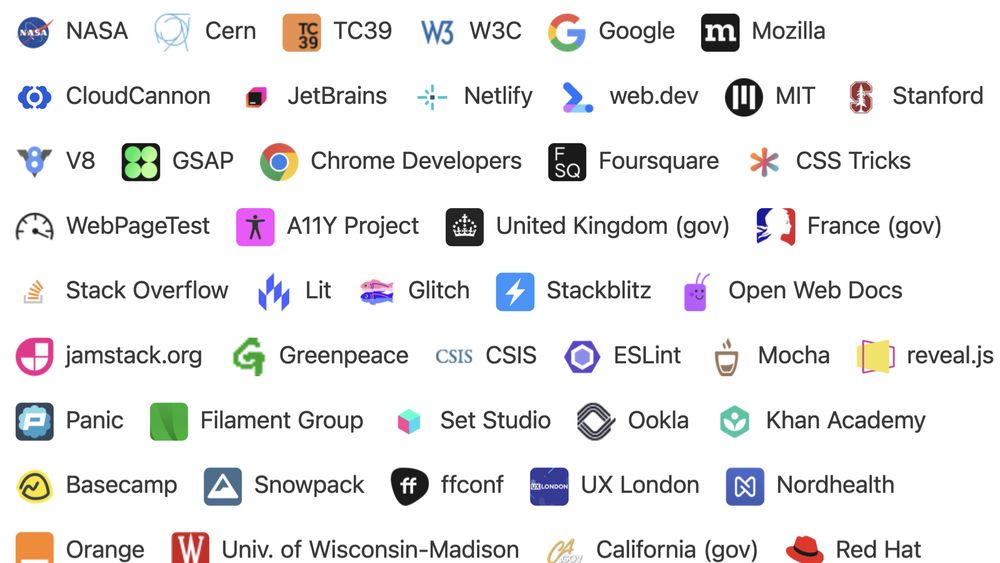 NASA Cern TC39 TC39 W3 W3C Google m Mozilla
CloudCannon JetBrains Netlify web.dev MIT Stanford
V8 GSAP Chrome Developers FSQ Foursquare CSS Tricks
WebPageTest A11Y Project United Kingdom (gov) France (gov)
Stack Overflow Lit Glitch Stackblitz Open Web Docs
jamstack.org Greenpeace CSIS CSIS ESLint Mocha reveal.js
Panic Filament Group Set Studio Ookla Khan Academy
Basecamp Snowpack ff ffconf UX LONDON UX London Nordhealth
Orange W Univ. of Wisconsin-Madison CA.GOV California (gov) Red Hat